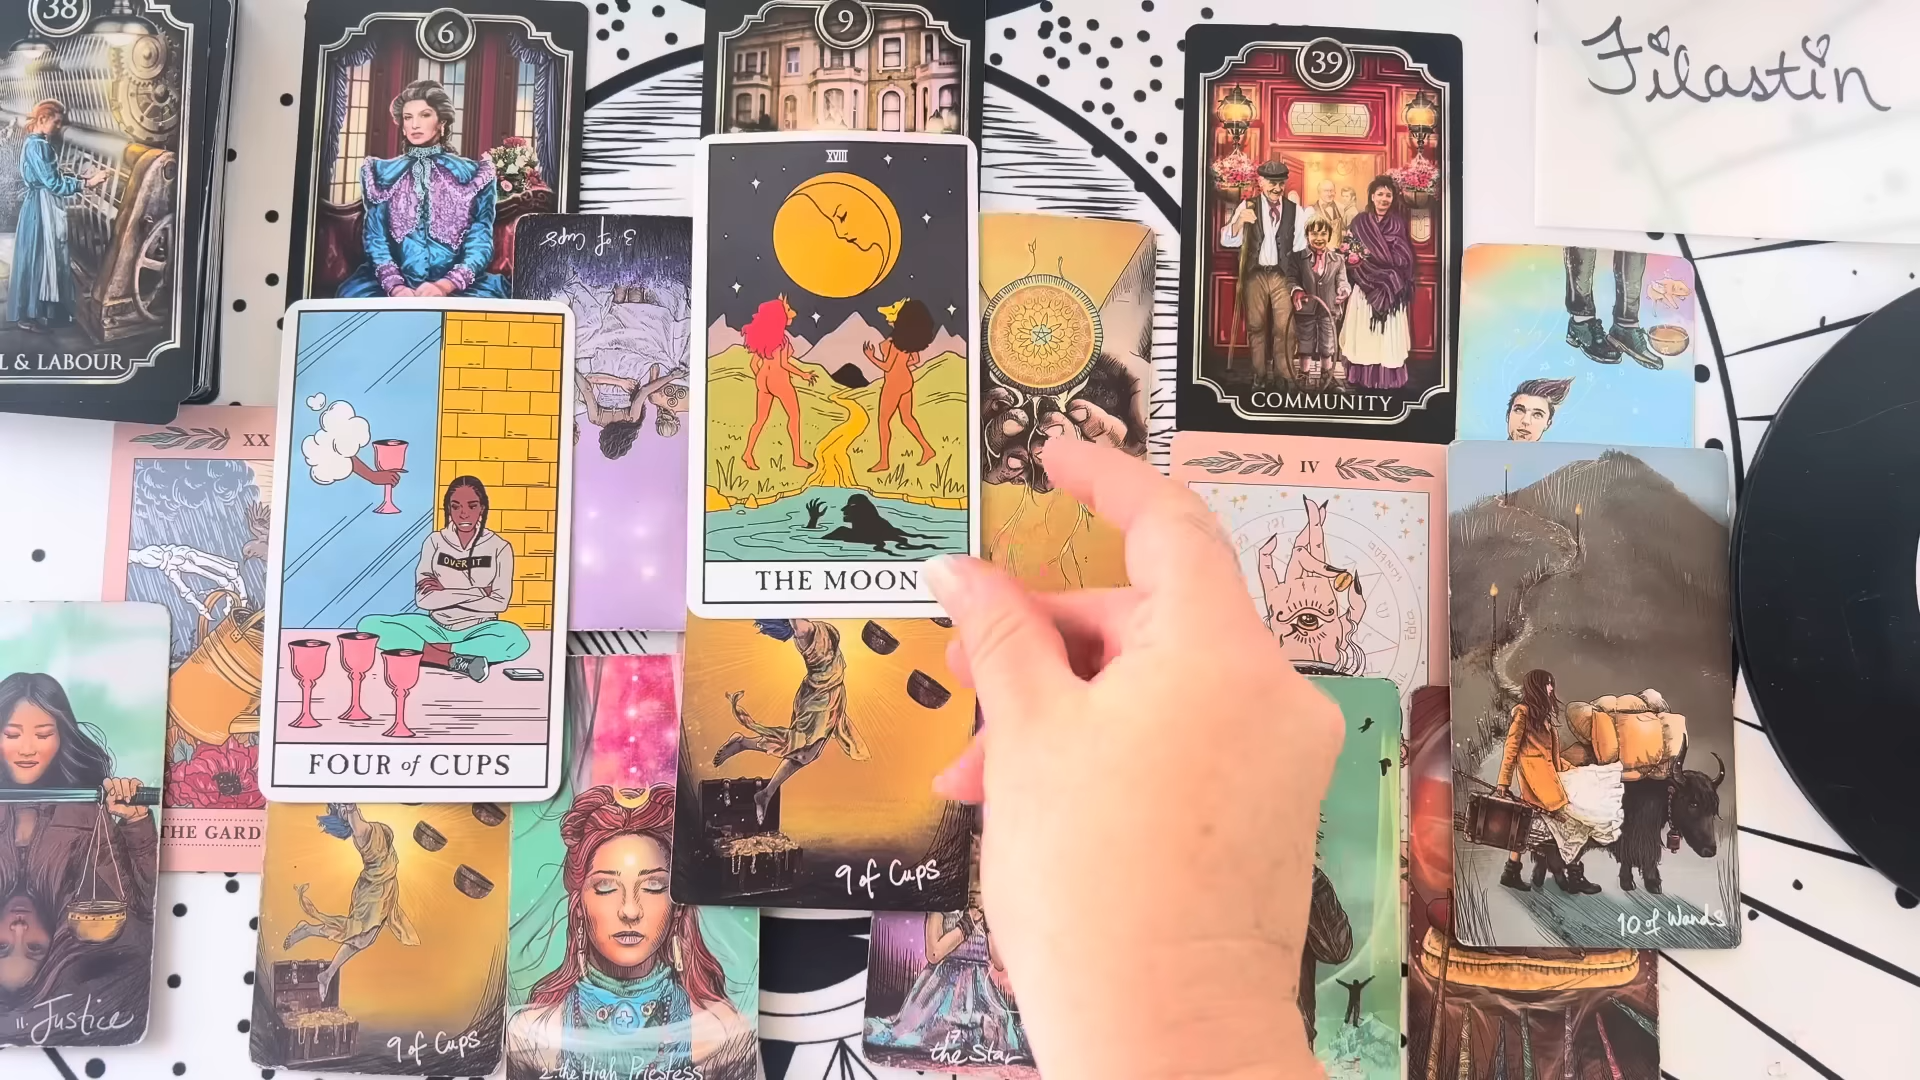 38
6
9
39
Filastin
XVIII
3 of Cups
L & LABOUR
COMMUNITY
XX
IV
OVER IT
THE MOON
FOUR of CUPS
THE GARD
9 of Cups
10 of Wands
11. Justice
9 of Cups
the Star
2. the High Priestess